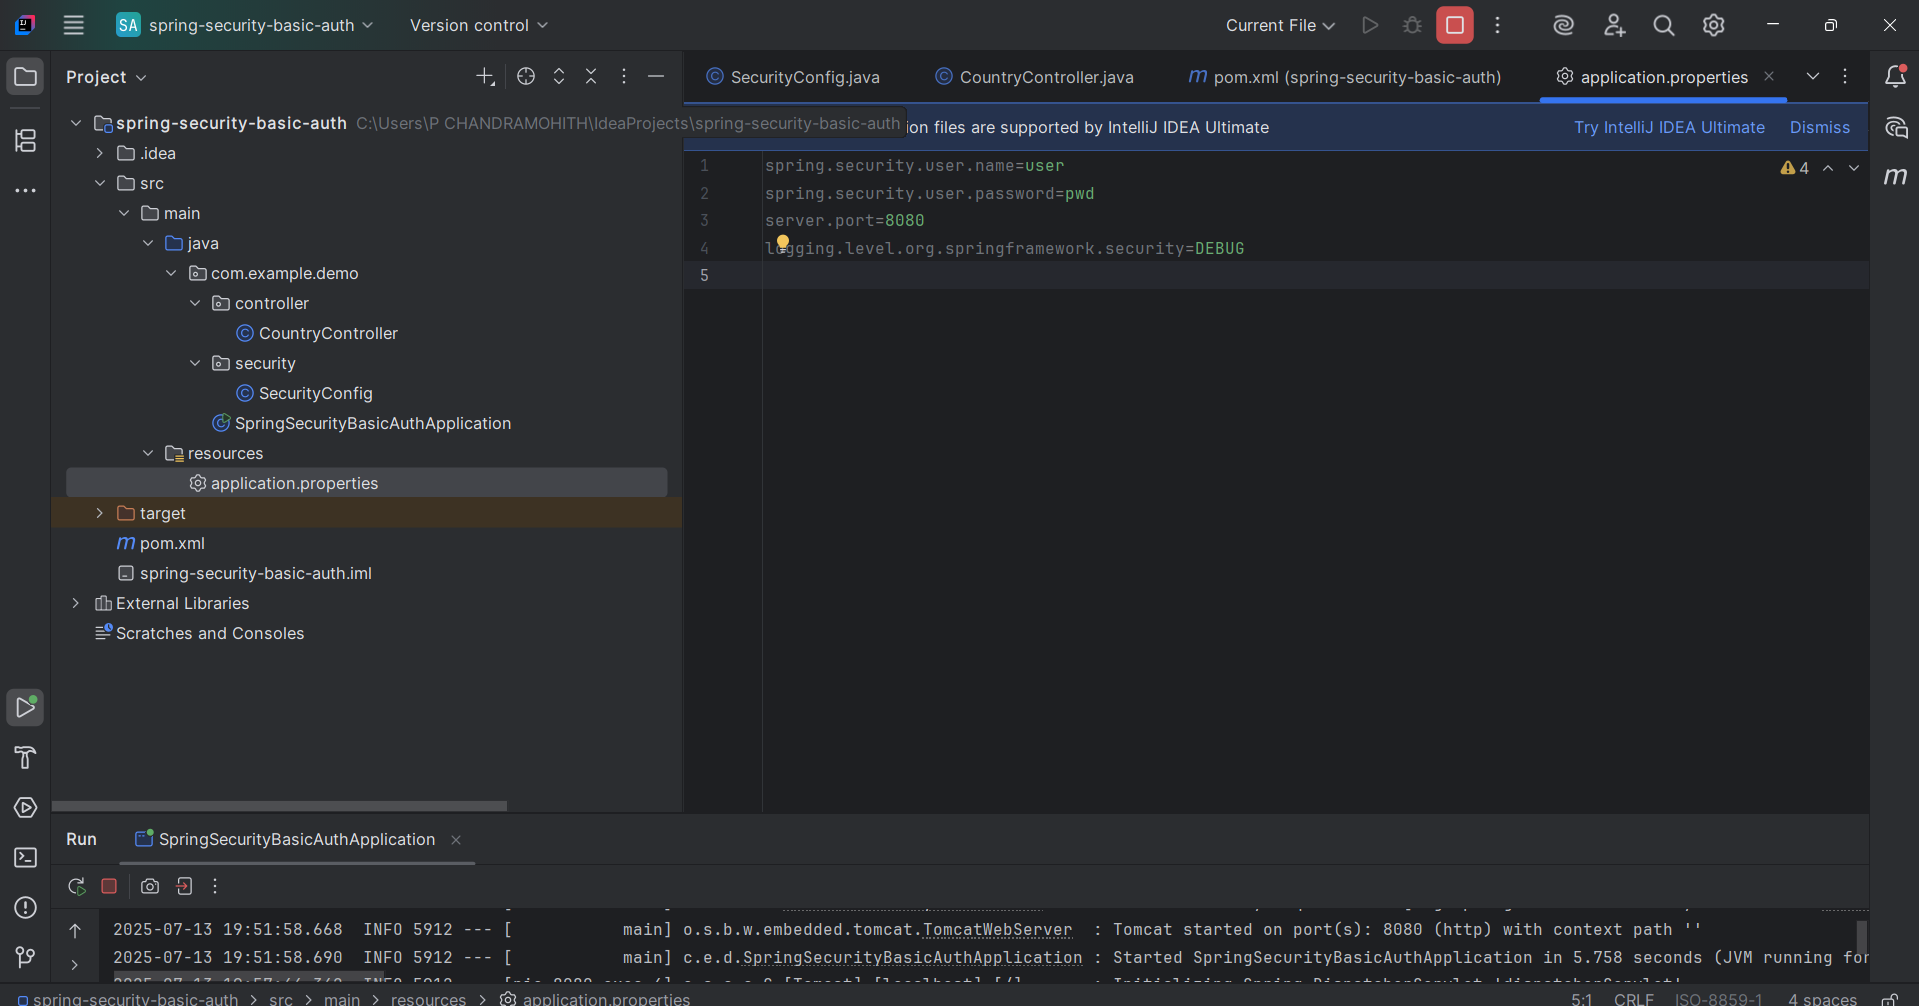 SA spring-security-basic-auth Version control Current File
Project
SecurityConfig.java CountryController.java pom.xml (spring-security-basic-auth) application.properties
spring-security-basic-auth C:\Users\P CHANDRAMOHITH\IdeaProjects\spring-security-basic-auth
ion files are supported by IntelliJ IDEA Ultimate Try IntelliJ IDEA Ultimate Dismiss
.idea
src
main
java
com.example.demo
controller
CountryController
security
SecurityConfig
SpringSecurityBasicAuthApplication
resources
application.properties
target
pom.xml
spring-security-basic-auth.iml
External Libraries
Scratches and Consoles
1 spring.security.user.name=user
2 spring.security.user.password=pwd
3 server.port=8080
4 logging.level.org.springframework.security=DEBUG
5
4
Run SpringSecurityBasicAuthApplication
2025-07-13 19:51:58.668 INFO 5912 --- [ main] o.s.b.w.embedded.tomcat.TomcatWebServer : Tomcat started on port(s): 8080 (http) with context path ''
2025-07-13 19:51:58.690 INFO 5912 --- [ main] c.e.d.SpringSecurityBasicAuthApplication : Started SpringSecurityBasicAuthApplication in 5.758 seconds (JVM running for
spring-security-basic-auth > src > main > resources > application.properties 5:1 CRLF ISO-8859-1 4 spaces